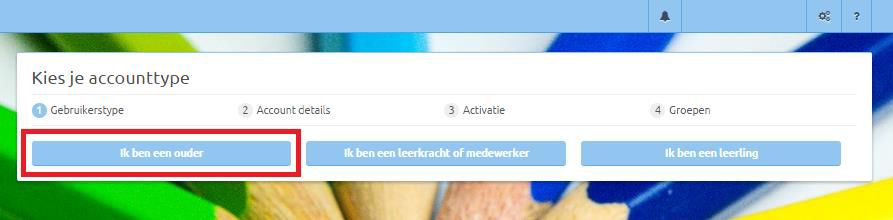 ?
Kies je accounttype
1 Gebruikerstype 2 Account details 3 Activatie 4 Groepen
Ik ben een ouder Ik ben een leerkracht of medewerker Ik ben een leerling